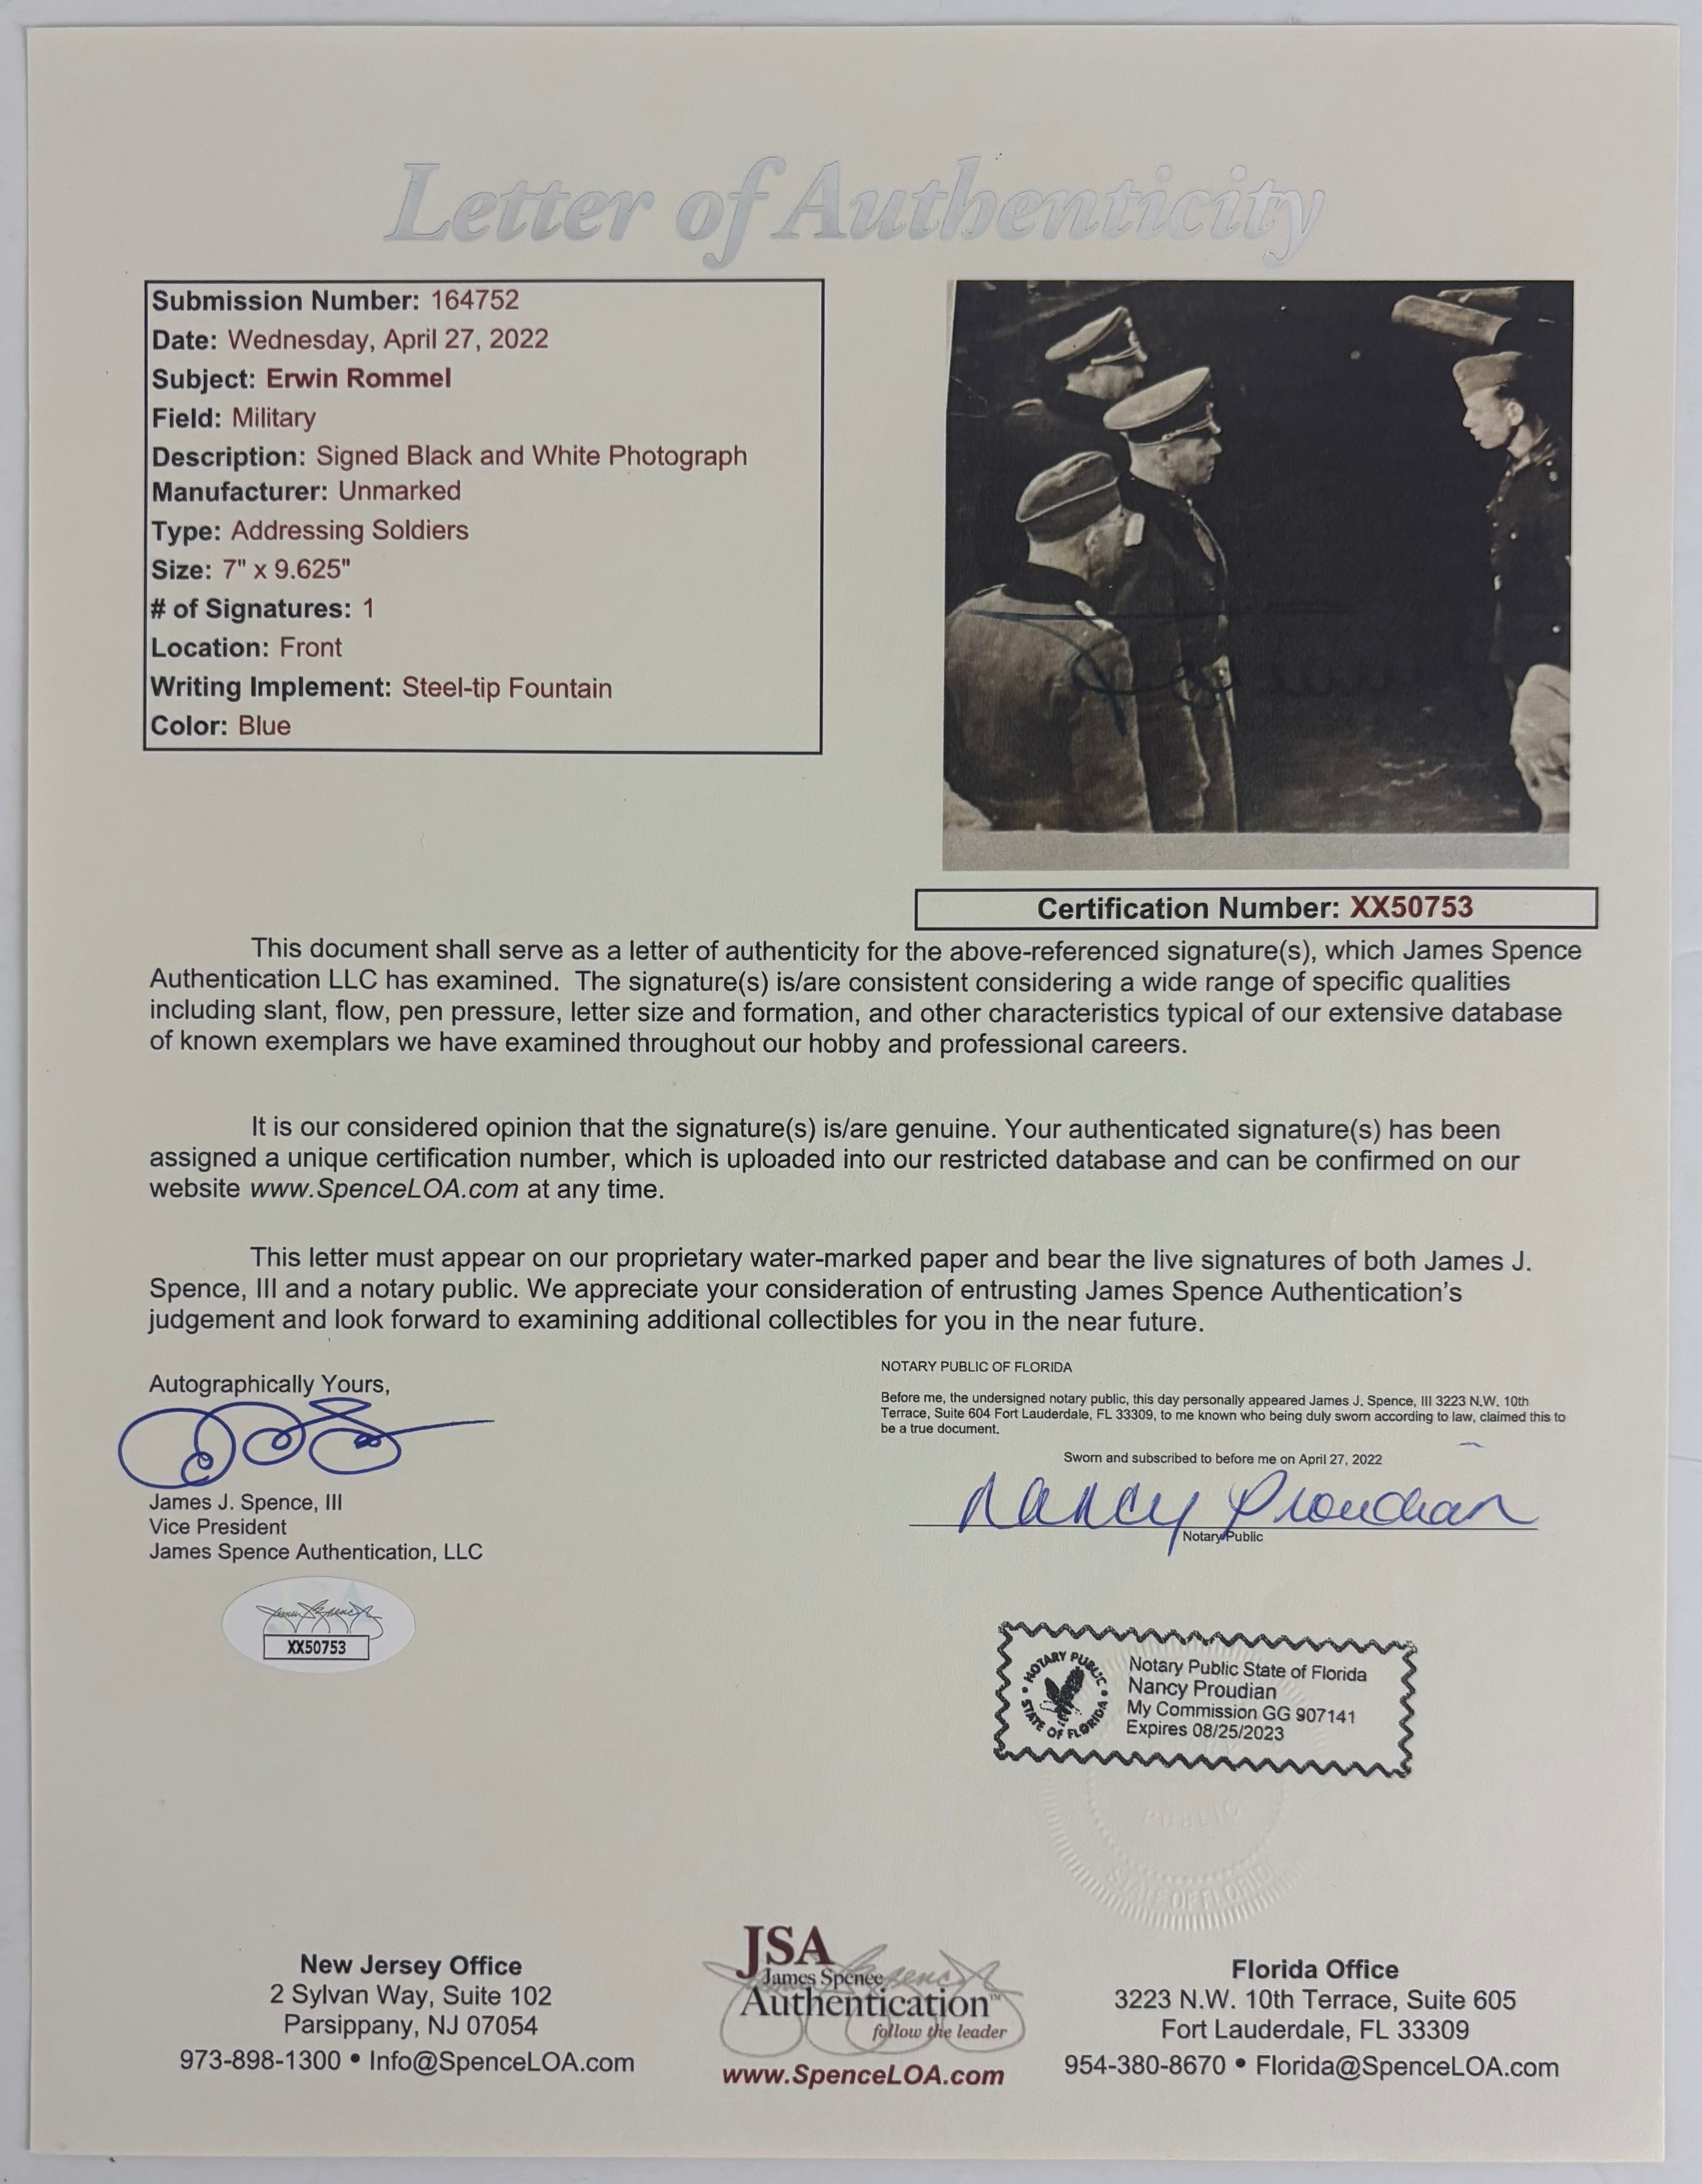 Letter of Authenticity
Submission Number: 164752
Date: Wednesday, April 27, 2022
Subject: Erwin Rommel
Field: Military
Description: Signed Black and White Photograph
Manufacturer: Unmarked
Type: Addressing Soldiers
Size: 7" x 9.625"
# of Signatures: 1
Location: Front
Writing Implement: Steel-tip Fountain
Color: Blue
Certification Number: XX50753
This document shall serve as a letter of authenticity for the above-referenced signature(s), which James Spence
Authentication LLC has examined. The signature(s) is/are consistent considering a wide range of specific qualities
including slant, flow, pen pressure, letter size and formation, and other characteristics typical of our extensive database
of known exemplars we have examined throughout our hobby and professional careers.
It is our considered opinion that the signature(s) is/are genuine. Your authenticated signature(s) has been
assigned a unique certification number, which is uploaded into our restricted database and can be confirmed on our
website www.SpenceLOA.com at any time.
This letter must appear on our proprietary water-marked paper and bear the live signatures of both James J.
Spence, III and a notary public. We appreciate your consideration of entrusting James Spence Authentication's
judgement and look forward to examining additional collectibles for you in the near future.
Autographically Yours,
James J. Spence, III
Vice President
James Spence Authentication, LLC
XX50753
NOTARY PUBLIC OF FLORIDA
Before me, the undersigned notary public, this day personally appeared James J. Spence, III 3223 N.W. 10th
Terrace, Suite 604 Fort Lauderdale, FL 33309, to me known who being duly sworn according to law, claimed this to
be a true document.
Sworn and subscribed to before me on April 27, 2022
Nancy Proudian
Notary Public
NOTARY PUBLIC
STATE OF FLORIDA
Notary Public State of Florida
Nancy Proudian
My Commission GG 907141
Expires 08/25/2023
PUBLIC
STATE OF FLORIDA
New Jersey Office
2 Sylvan Way, Suite 102
Parsippany, NJ 07054
973-898-1300 • Info@SpenceLOA.com
JSA
James Spence
Authentication™
follow the leader
www.SpenceLOA.com
Florida Office
3223 N.W. 10th Terrace, Suite 605
Fort Lauderdale, FL 33309
954-380-8670 • Florida@SpenceLOA.com